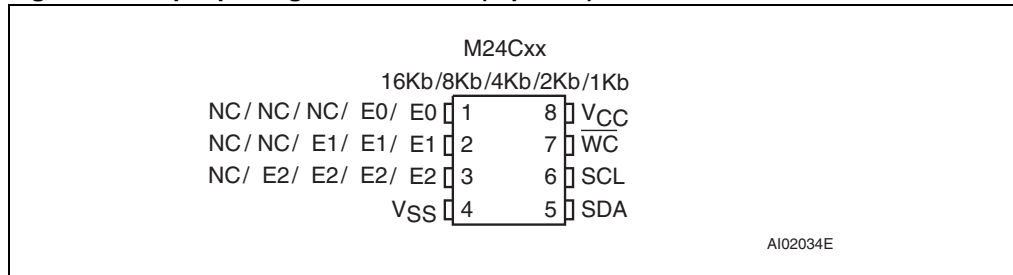 M24Cxx
16Kb/8Kb/4Kb/2Kb/1Kb
NC/ NC/ NC/ E0/ E0 1 8 VCC
NC/ NC/ E1/ E1/ E1 2 7 WC
NC/ E2/ E2/ E2/ E2 3 6 SCL
VSS 4 5 SDA
AI02034E